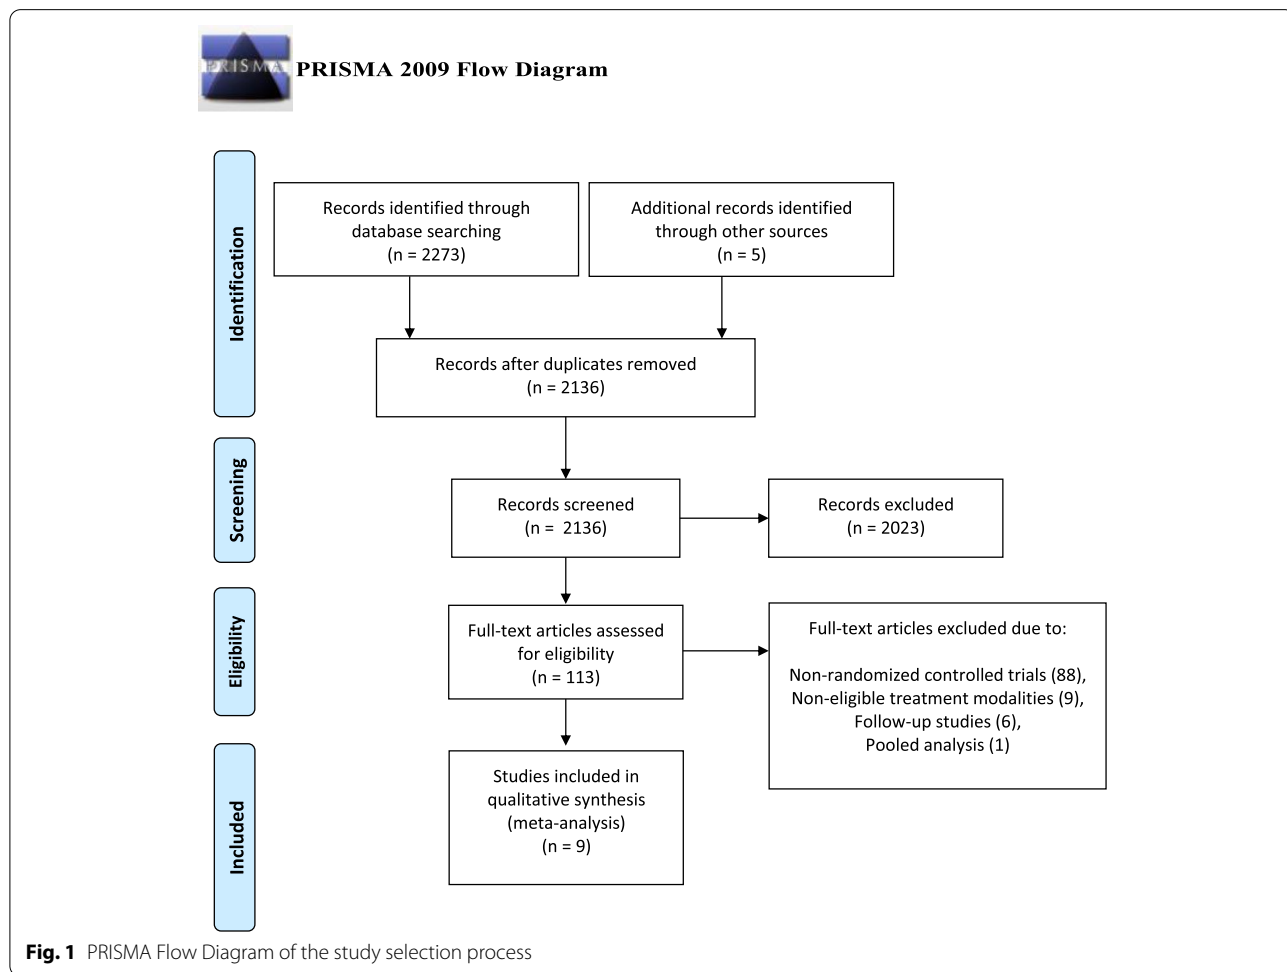 PRISMA
PRISMA 2009 Flow Diagram
Identification
Records identified through
database searching
(n = 2273)
Additional records identified
through other sources
(n = 5)
Records after duplicates removed
(n = 2136)
Screening
Records screened
(n = 2136)
Records excluded
(n = 2023)
Eligibility
Full-text articles assessed
for eligibility
(n = 113)
Full-text articles excluded due to:
Non-randomized controlled trials (88),
Non-eligible treatment modalities (9),
Follow-up studies (6),
Pooled analysis (1)
Included
Studies included in
qualitative synthesis
(meta-analysis)
(n = 9)
Fig. 1 PRISMA Flow Diagram of the study selection process